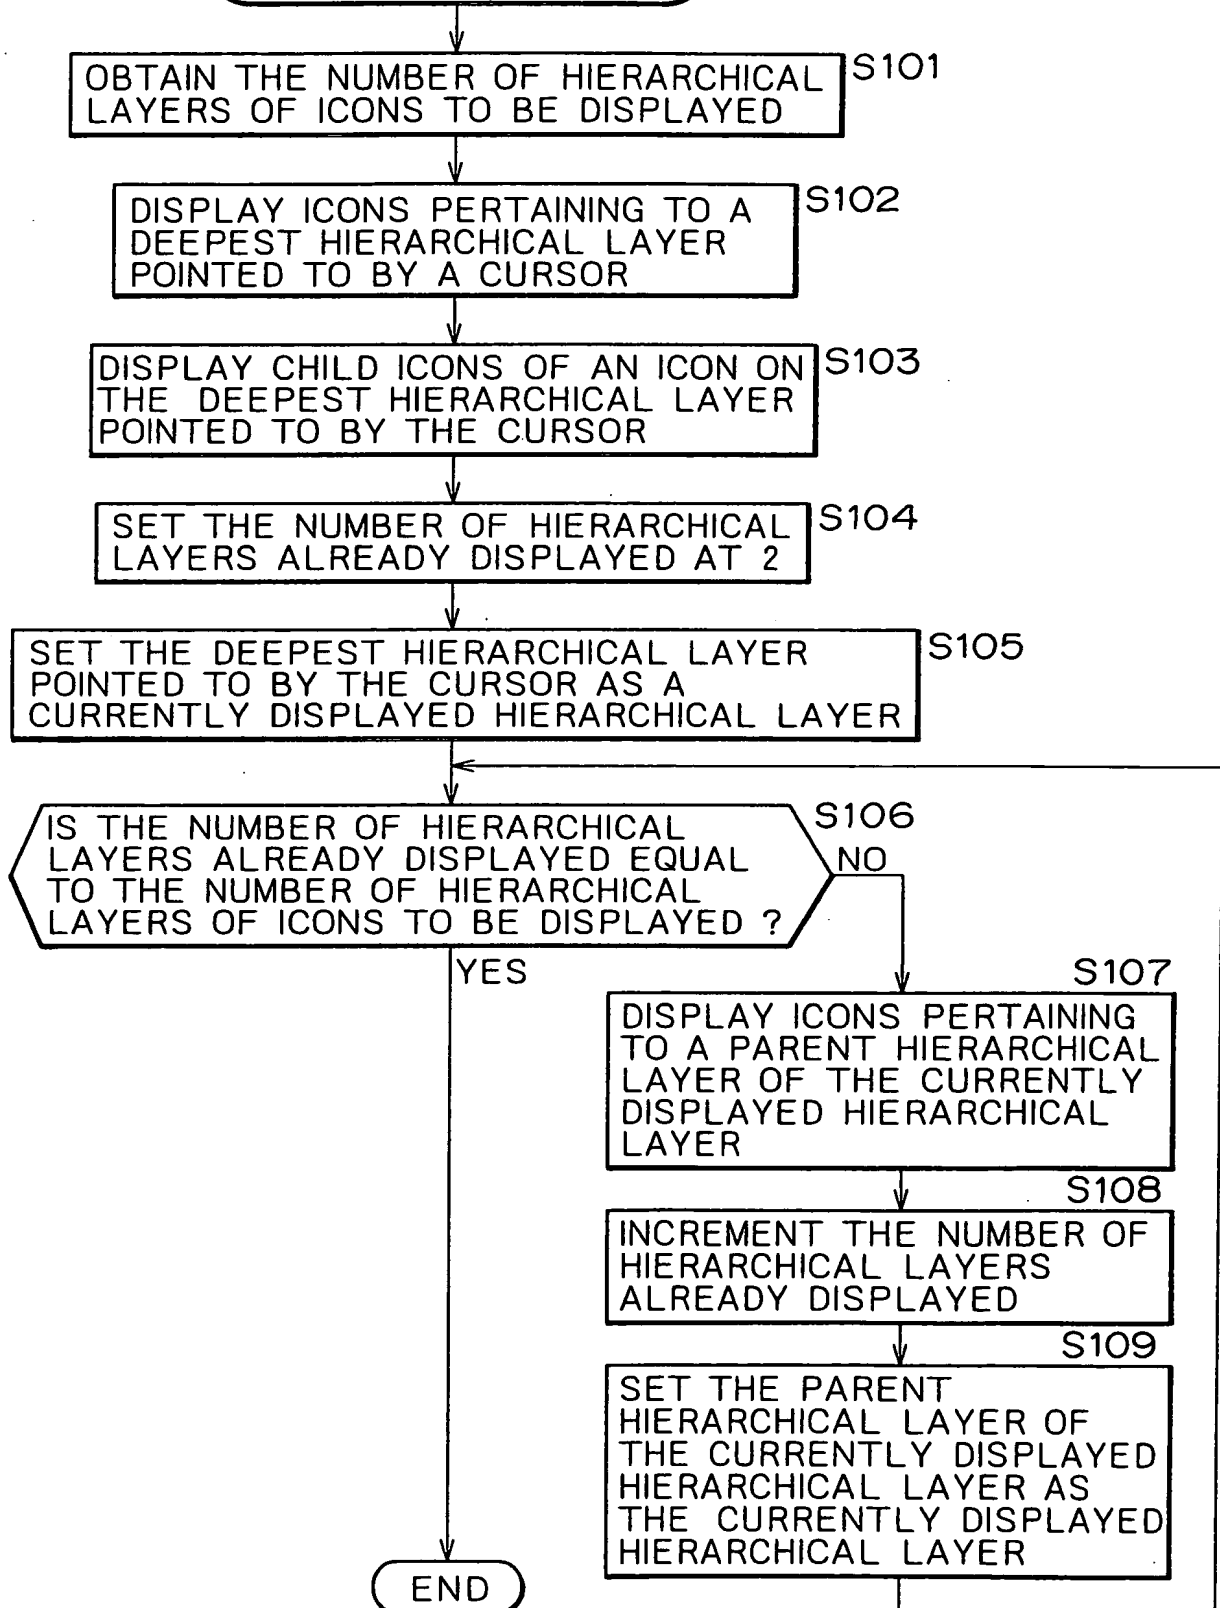 S101
OBTAIN THE NUMBER OF HIERARCHICAL
LAYERS OF ICONS TO BE DISPLAYED
S102
DISPLAY ICONS PERTAINING TO A
DEEPEST HIERARCHICAL LAYER
POINTED TO BY A CURSOR
S103
DISPLAY CHILD ICONS OF AN ICON ON
THE DEEPEST HIERARCHICAL LAYER
POINTED TO BY THE CURSOR
S104
SET THE NUMBER OF HIERARCHICAL
LAYERS ALREADY DISPLAYED AT 2
S105
SET THE DEEPEST HIERARCHICAL LAYER
POINTED TO BY THE CURSOR AS A
CURRENTLY DISPLAYED HIERARCHICAL LAYER
S106
IS THE NUMBER OF HIERARCHICAL
LAYERS ALREADY DISPLAYED EQUAL
TO THE NUMBER OF HIERARCHICAL
LAYERS OF ICONS TO BE DISPLAYED ?
NO
YES
S107
DISPLAY ICONS PERTAINING
TO A PARENT HIERARCHICAL
LAYER OF THE CURRENTLY
DISPLAYED HIERARCHICAL
LAYER
S108
INCREMENT THE NUMBER OF
HIERARCHICAL LAYERS
ALREADY DISPLAYED
S109
SET THE PARENT
HIERARCHICAL LAYER OF
THE CURRENTLY DISPLAYED
HIERARCHICAL LAYER AS
THE CURRENTLY DISPLAYED
HIERARCHICAL LAYER
END